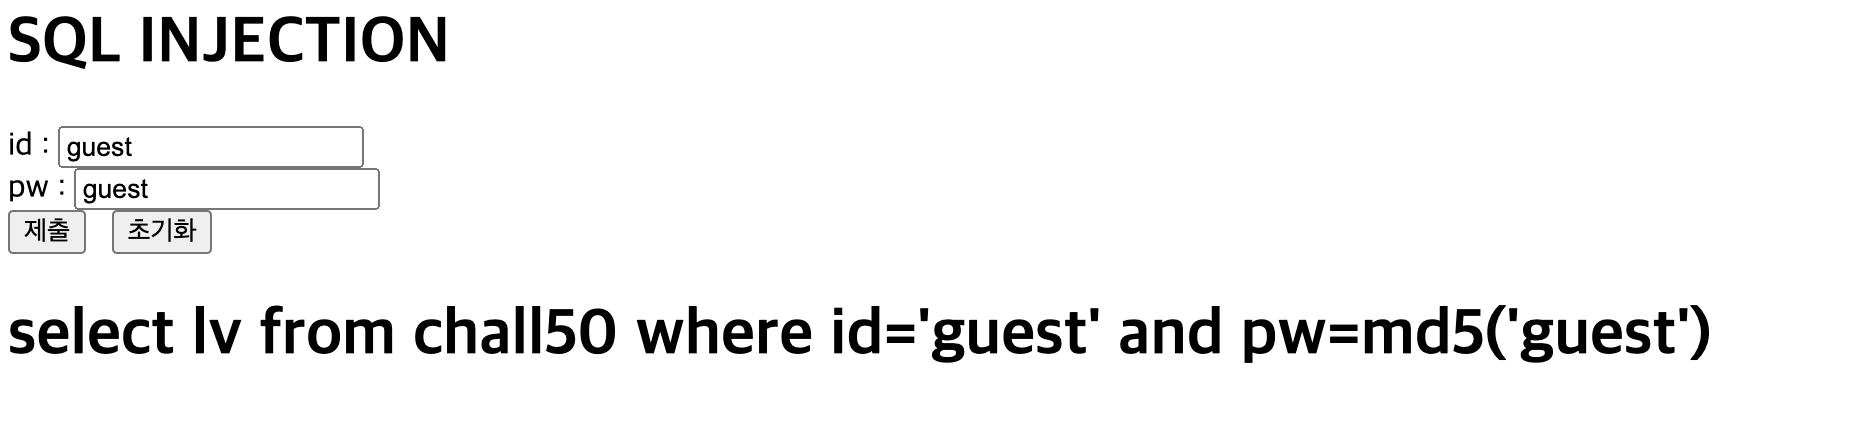 SQL INJECTION
id : guest
pw : guest
제출 초기화
select lv from chall50 where id='guest' and pw=md5('guest')